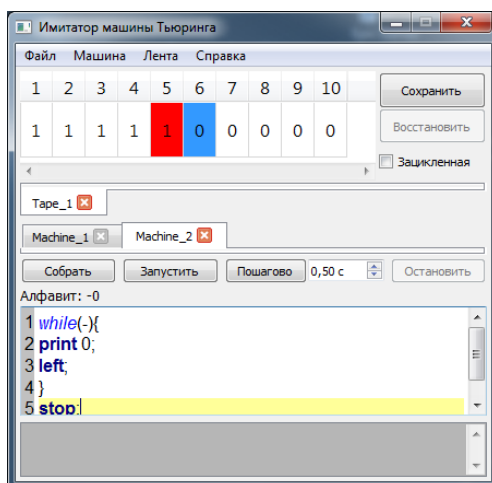 Имитатор машины Тьюринга
Файл Машина Лента Справка
1 2 3 4 5 6 7 8 9 10
Сохранить
1 1 1 1 1 0 0 0 0 0
Восстановить
Зацикленная
Tape_1
Machine_1 Machine_2
Собрать Запустить Пошагово 0,50 с Остановить
Алфавит: -0
1 while(-){
2 print 0;
3 left;
4 }
5 stop;